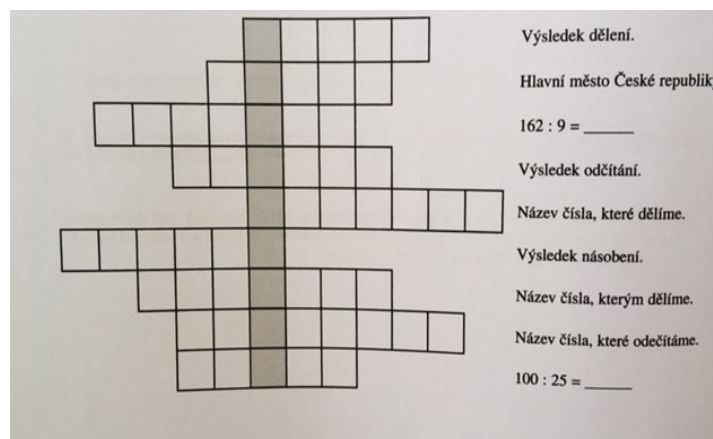 Výsledek dělení.
Hlavní město České republik
162 : 9 = ______
Výsledek odčítání.
Název čísla, které dělíme.
Výsledek násobení.
Název čísla, kterým dělíme.
Název čísla, které odečítáme.
100 : 25 = ______